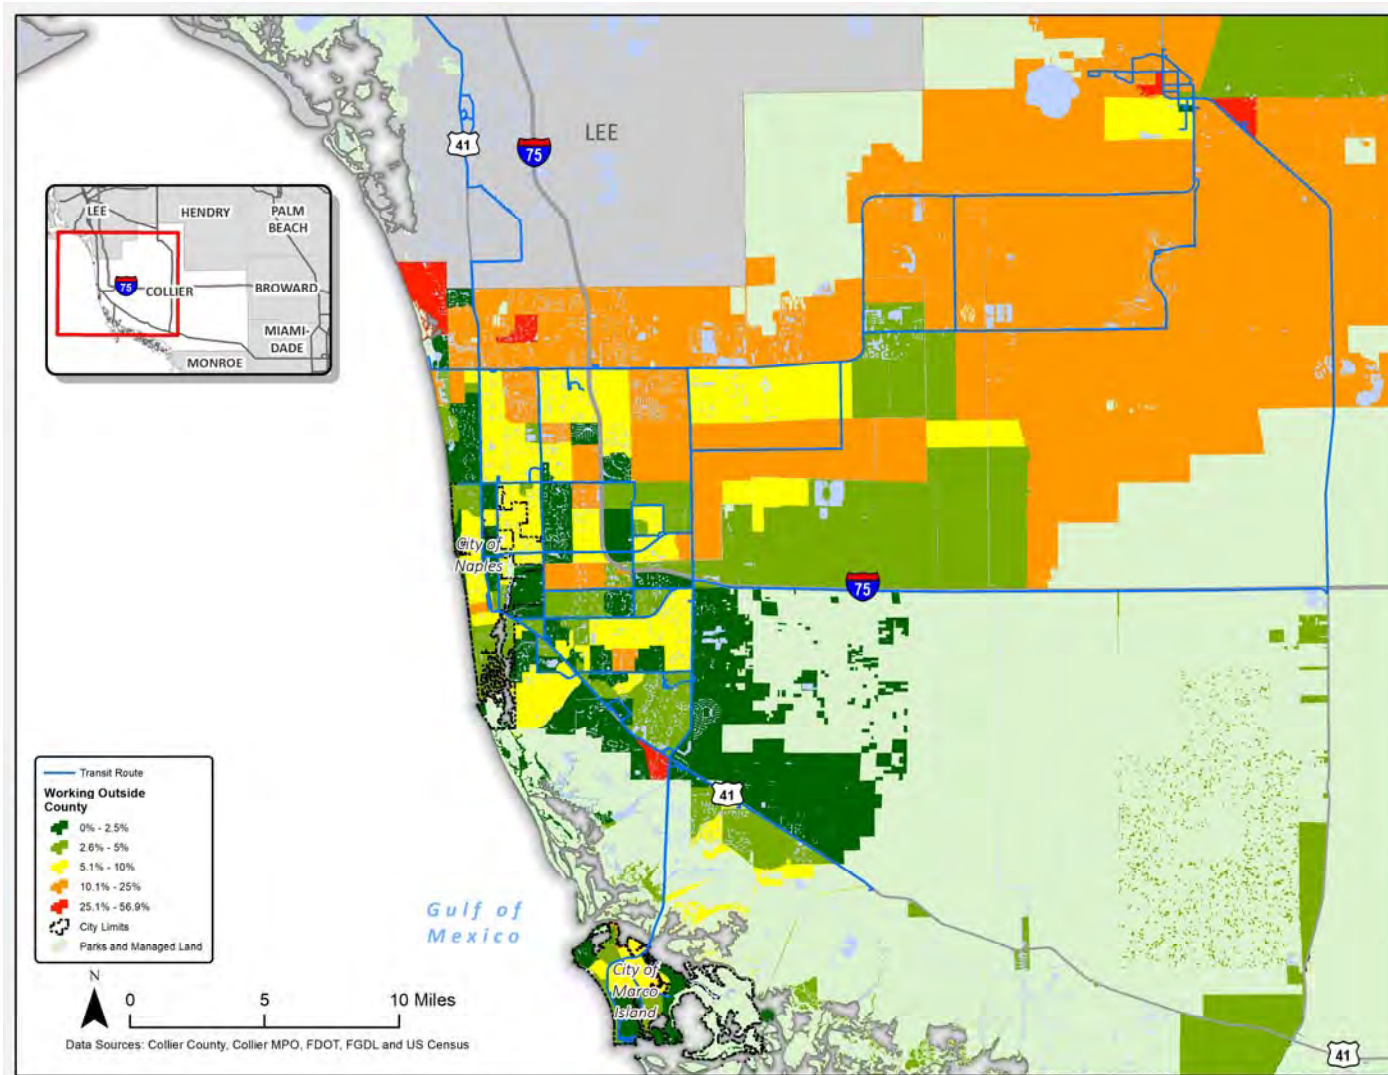 41
75
LEE
LEE
HENDRY
PALM
BEACH
75
COLLIER
BROWARD
MIAMI-
DADE
MONROE
City of
Naples
75
41
Transit Route
Working Outside
County
0% - 2.5%
2.6% - 5%
5.1% - 10%
10.1% - 25%
25.1% - 56.9%
City Limits
Parks and Managed Land
Gulf of
Mexico
City of
Marco
Island
N
0 5 10 Miles
Data Sources: Collier County, Collier MPO, FDOT, FGDL and US Census
41